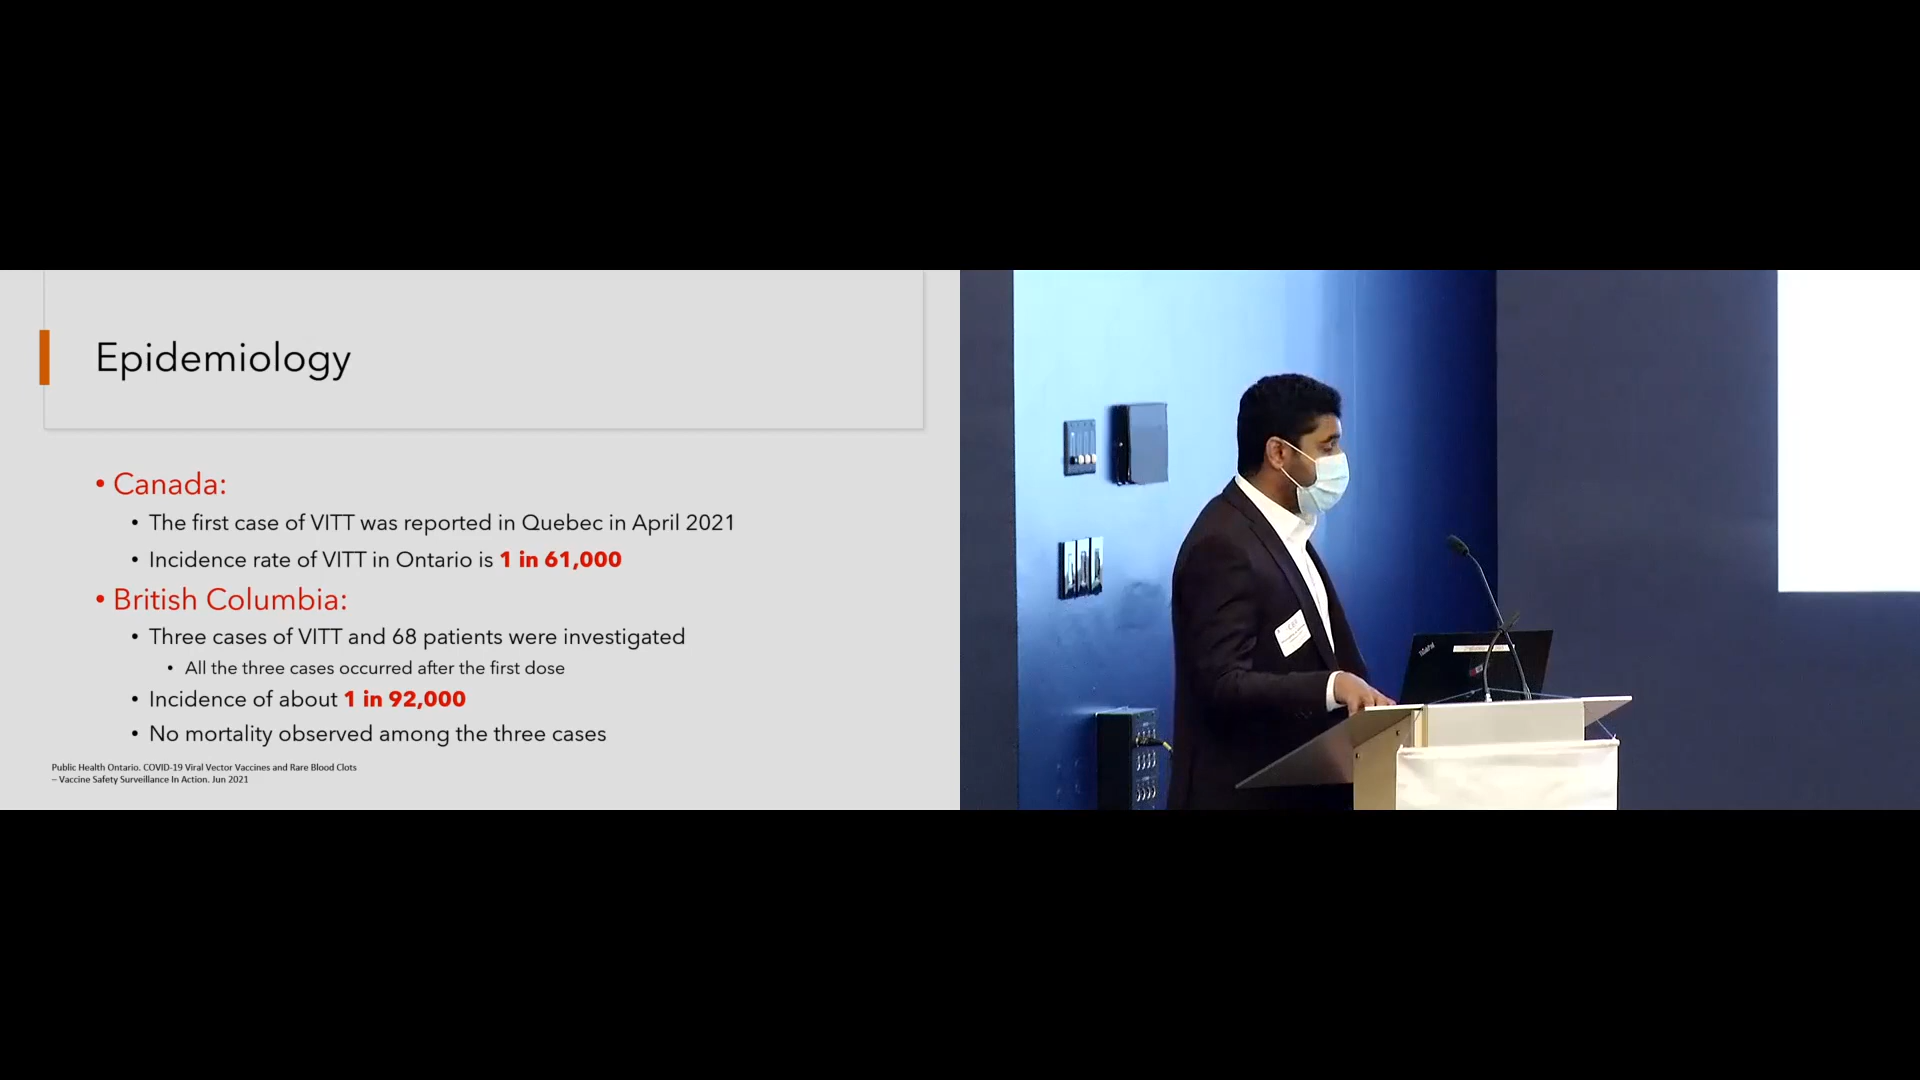 Epidemiology
• Canada:
• The first case of VITT was reported in Quebec in April 2021
• Incidence rate of VITT in Ontario is 1 in 61,000
• British Columbia:
• Three cases of VITT and 68 patients were investigated
• All the three cases occurred after the first dose
• Incidence of about 1 in 92,000
• No mortality observed among the three cases
Public Health Ontario. COVID-19 Viral Vector Vaccines and Rare Blood Clots
– Vaccine Safety Surveillance In Action. Jun 2021
ThinkPad